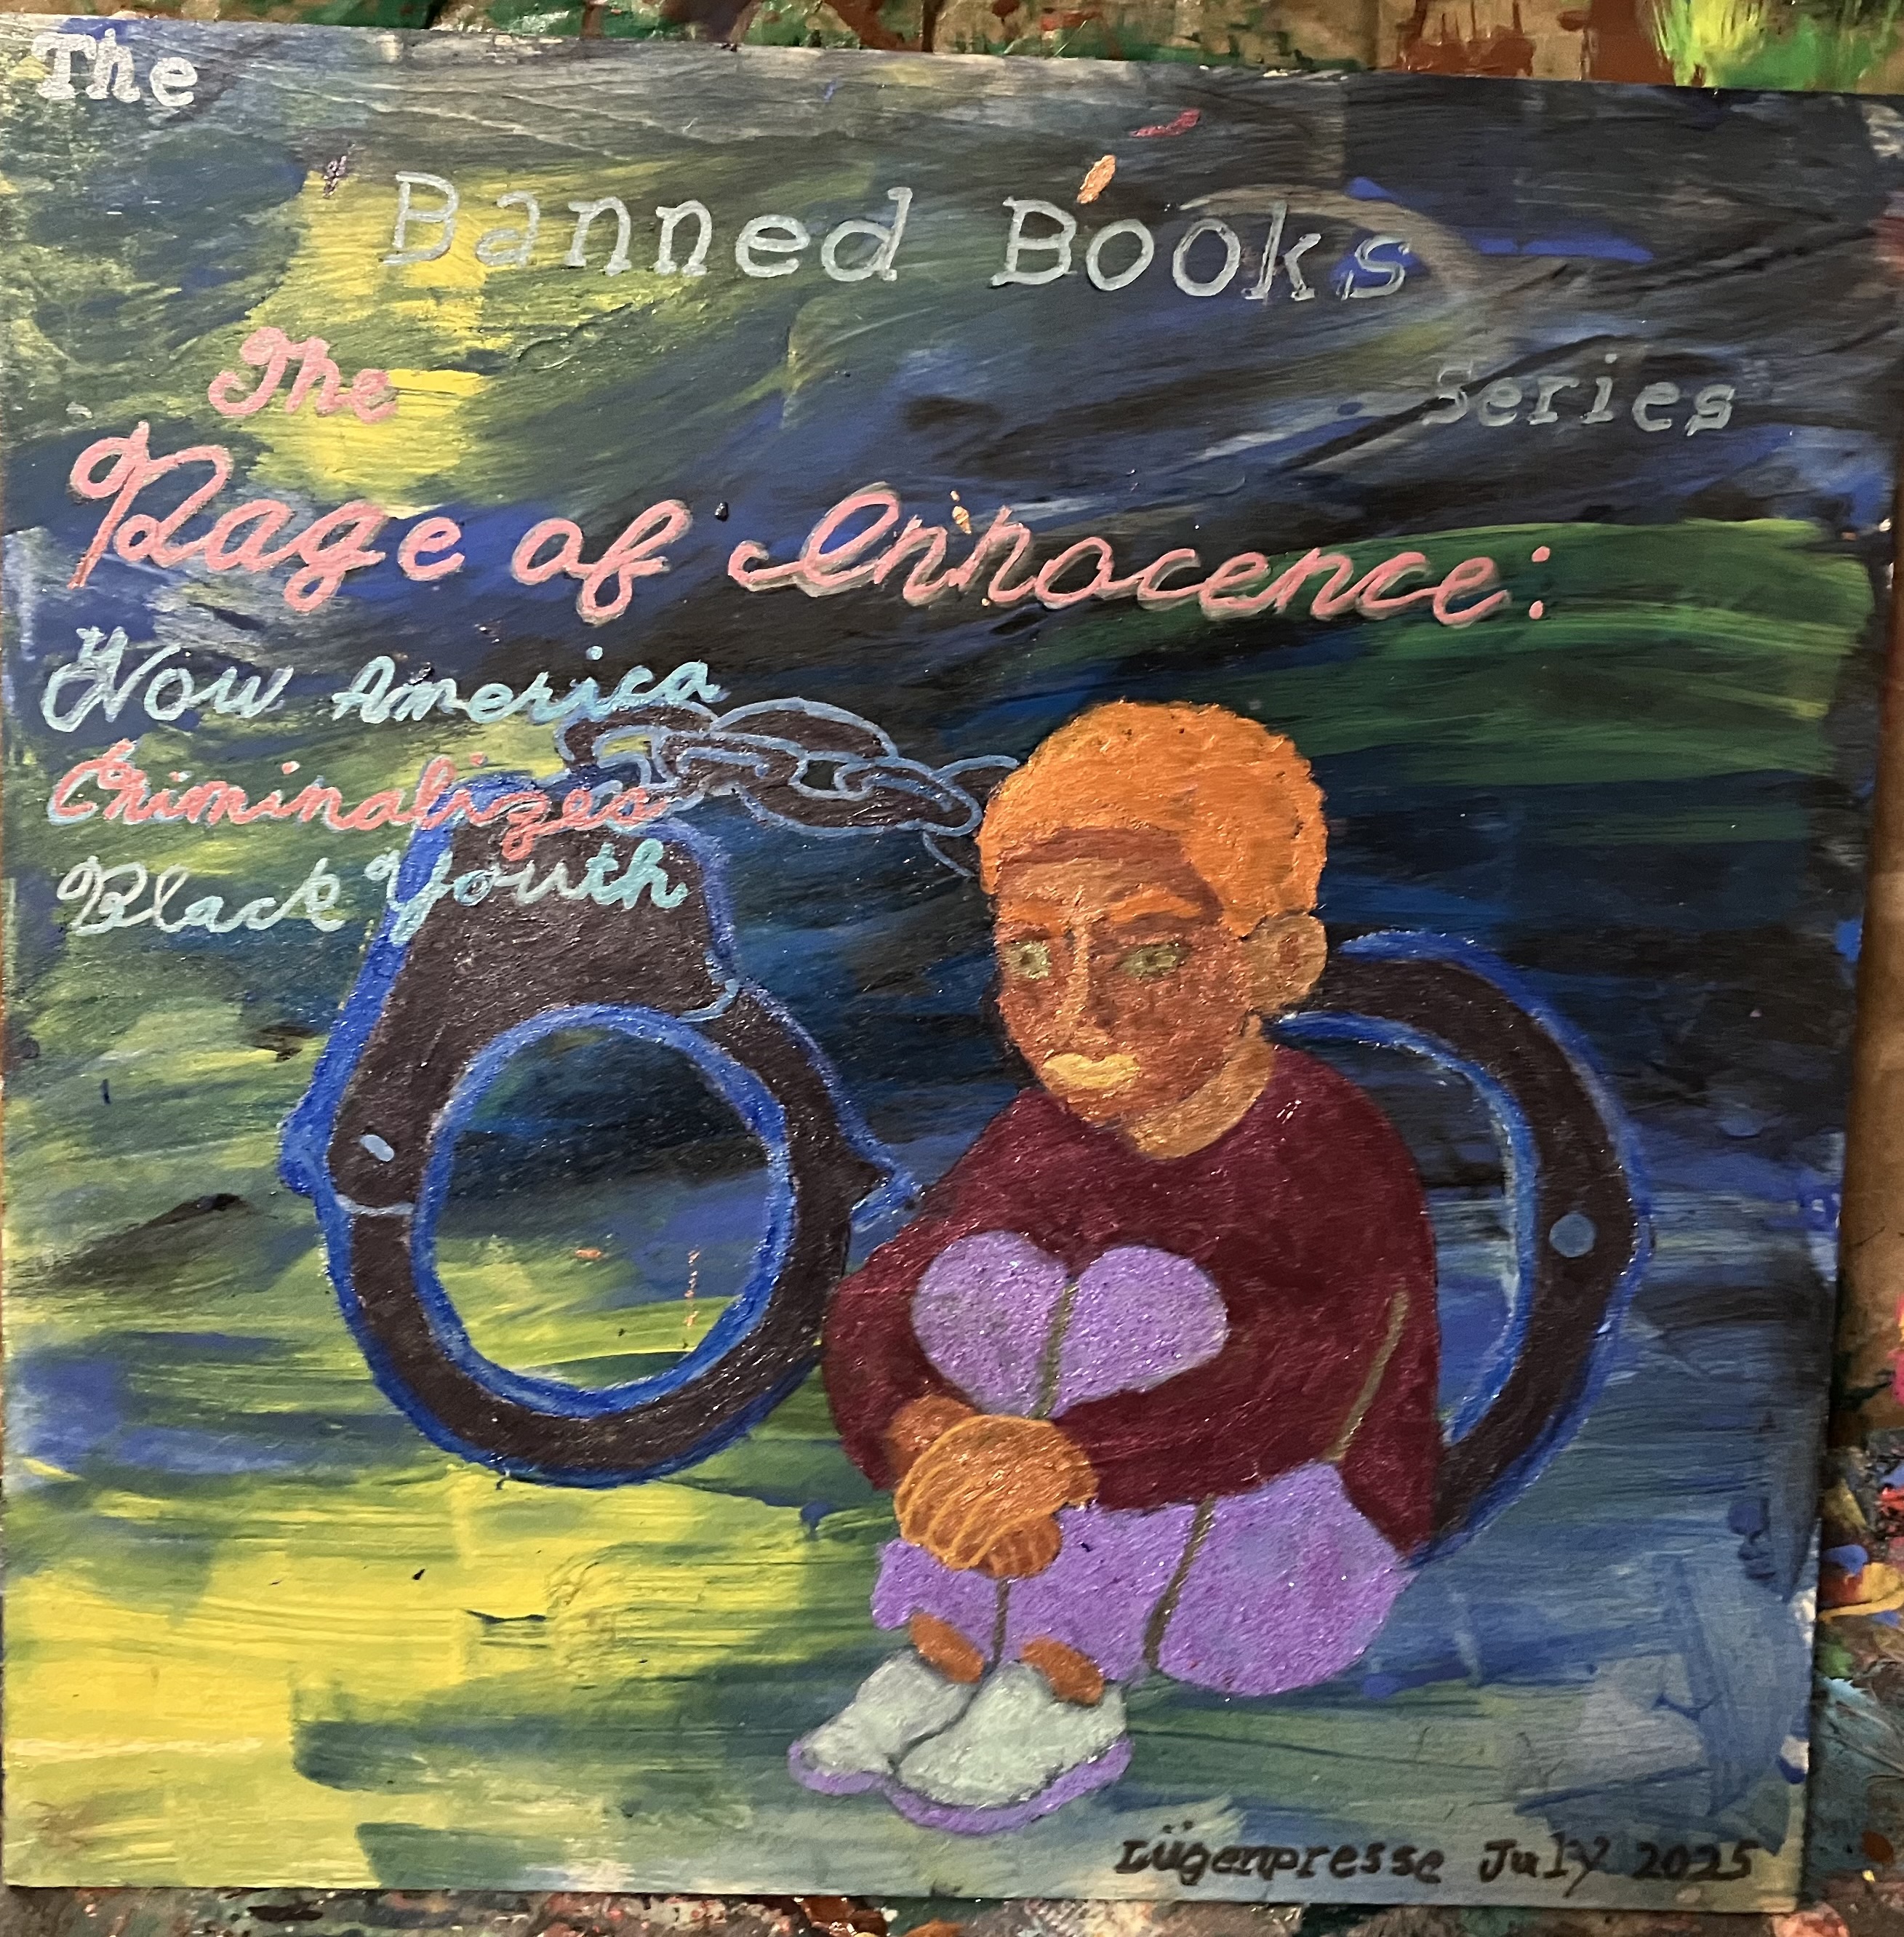 The
Banned Books
Series
The
Rage of Innocence:
How America
Criminalizes
Black Youth
Lügenpresse July 2025